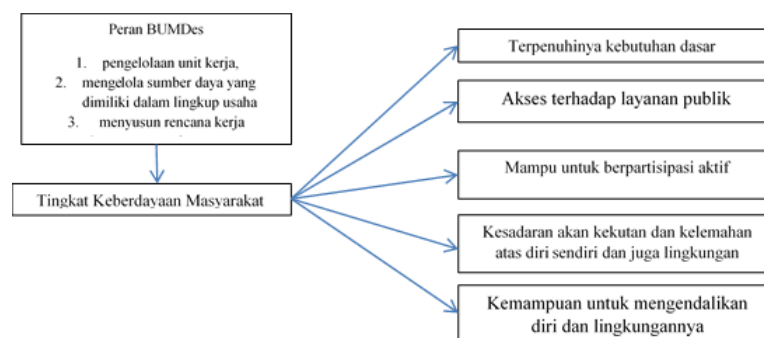 Peran BUMDes
1. pengelolaan unit kerja,
2. mengelola sumber daya yang
dimiliki dalam lingkup usaha
3. menyusun rencana kerja
Tingkat Keberdayaan Masyarakat
Terpenuhinya kebutuhan dasar
Akses terhadap layanan publik
Mampu untuk berpartisipasi aktif
Kesadaran akan kekutan dan kelemahan
atas diri sendiri dan juga lingkungan
Kemampuan untuk mengendalikan
diri dan lingkungannya